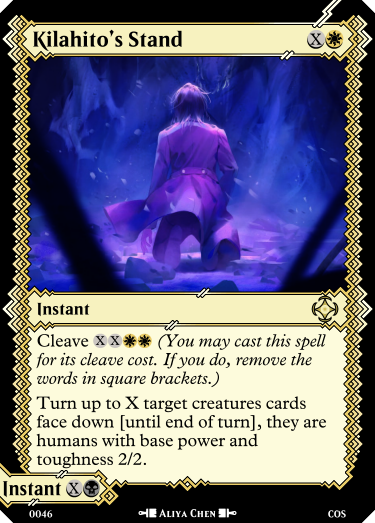 Kilahito's Stand X
Instant
Cleave XX (You may cast this spell
for its cleave cost. If you do, remove the
words in square brackets.)
Turn up to X target creatures cards
face down [until end of turn], they are
humans with base power and
toughness 2/2.
Instant X
0046 Aliya Chen COS